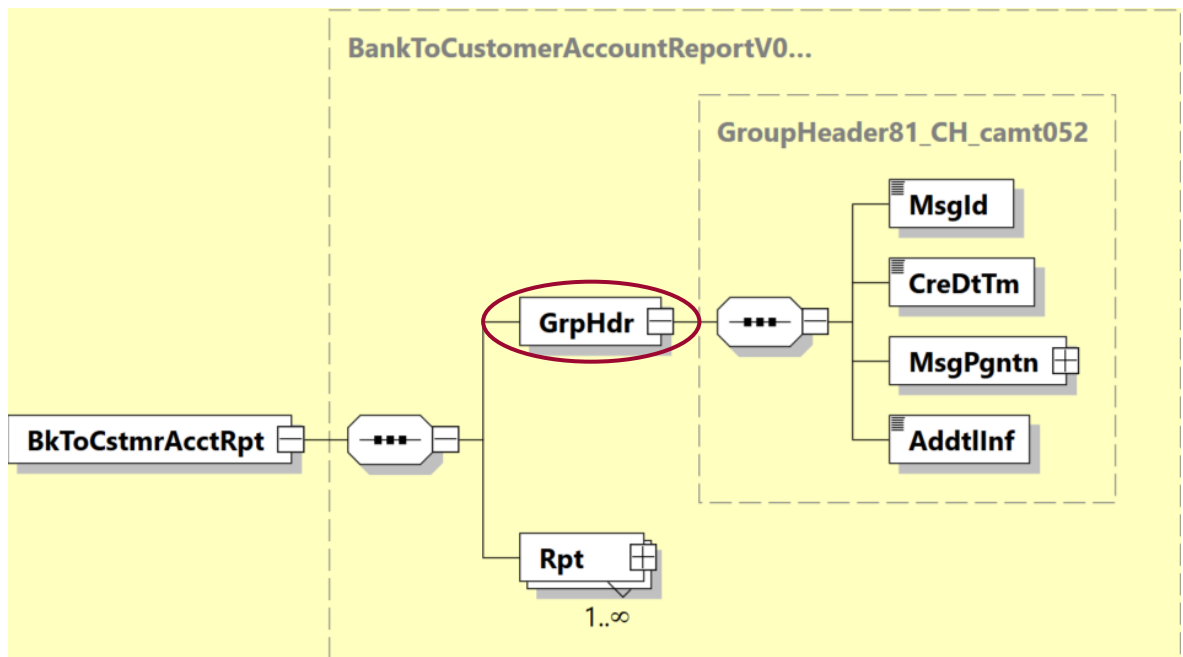 BankToCustomerAccountReportV0...
GroupHeader81_CH_camt052
MsgId
CreDtTm
GrpHdr
MsgPgntn
AddtlInf
BkToCstmrAcctRpt
Rpt
1..∞